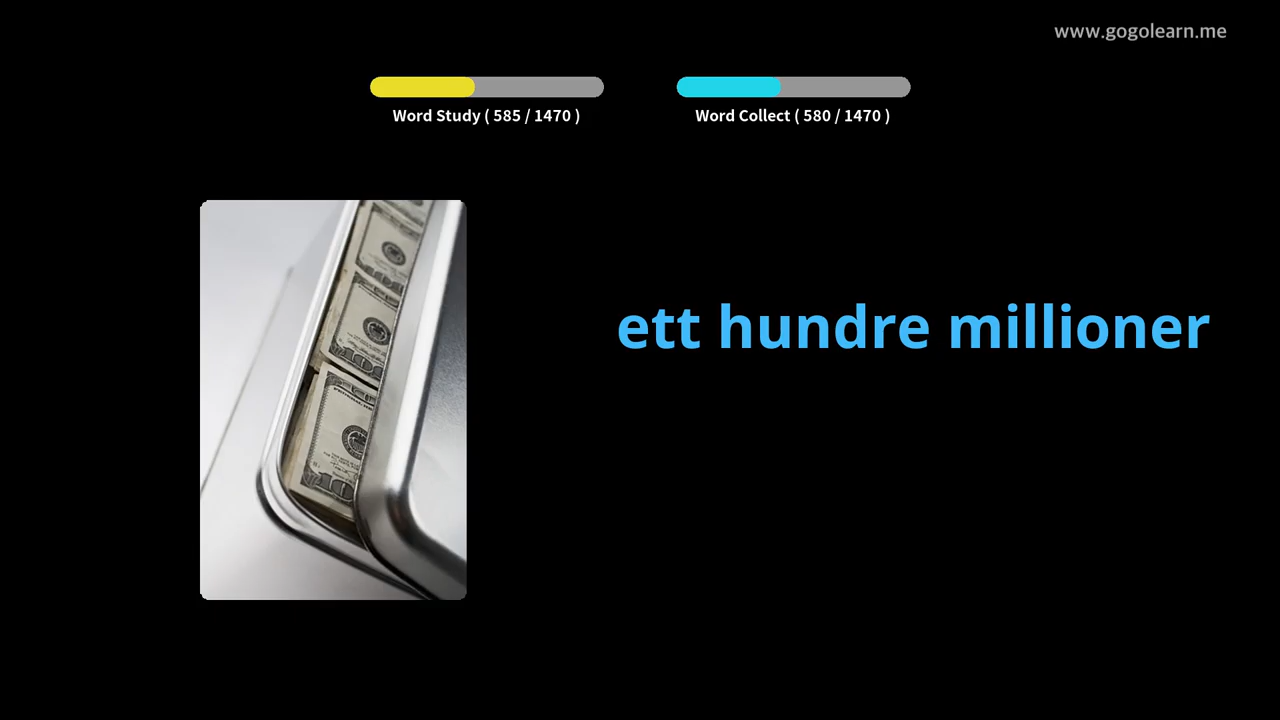 www.gogolearn.me
Word Study ( 585 / 1470 )
Word Collect ( 580 / 1470 )
ett hundre millioner